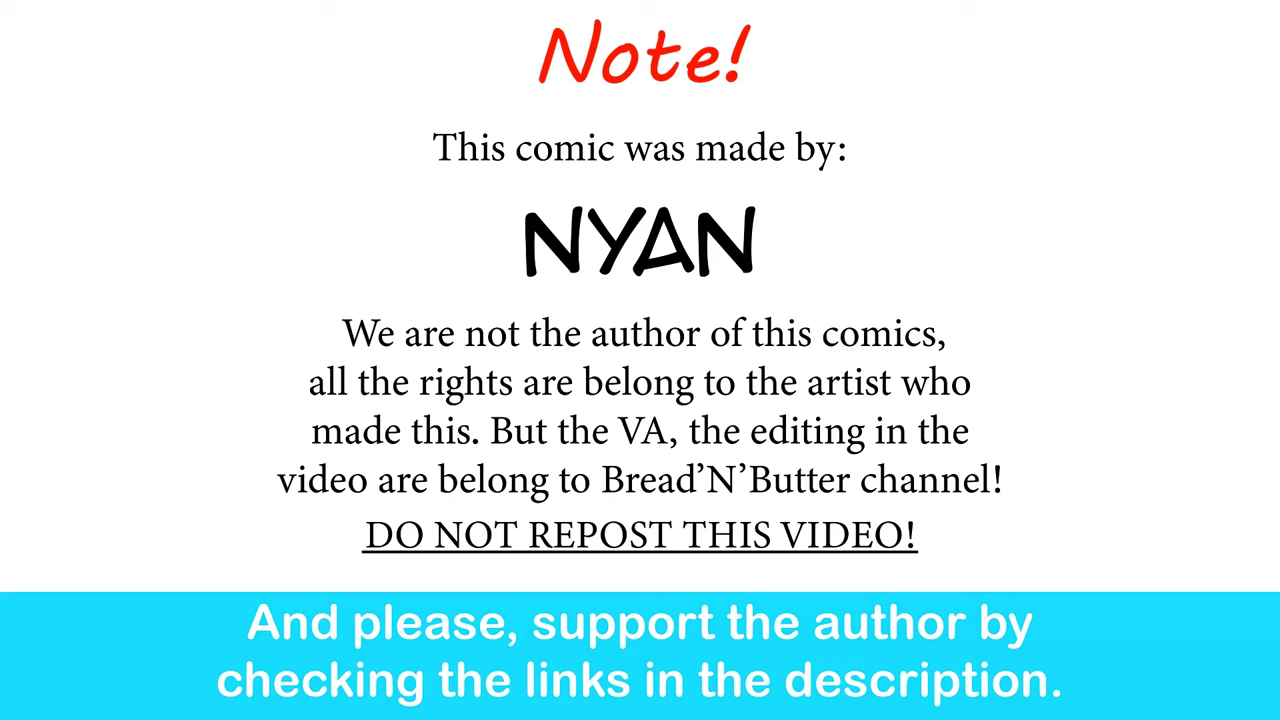 Note!
This comic was made by:
NYAN
We are not the author of this comics,
all the rights are belong to the artist who
made this. But the VA, the editing in the
video are belong to Bread’N’Butter channel!
DO NOT REPOST THIS VIDEO!
And please, support the author by
checking the links in the description.